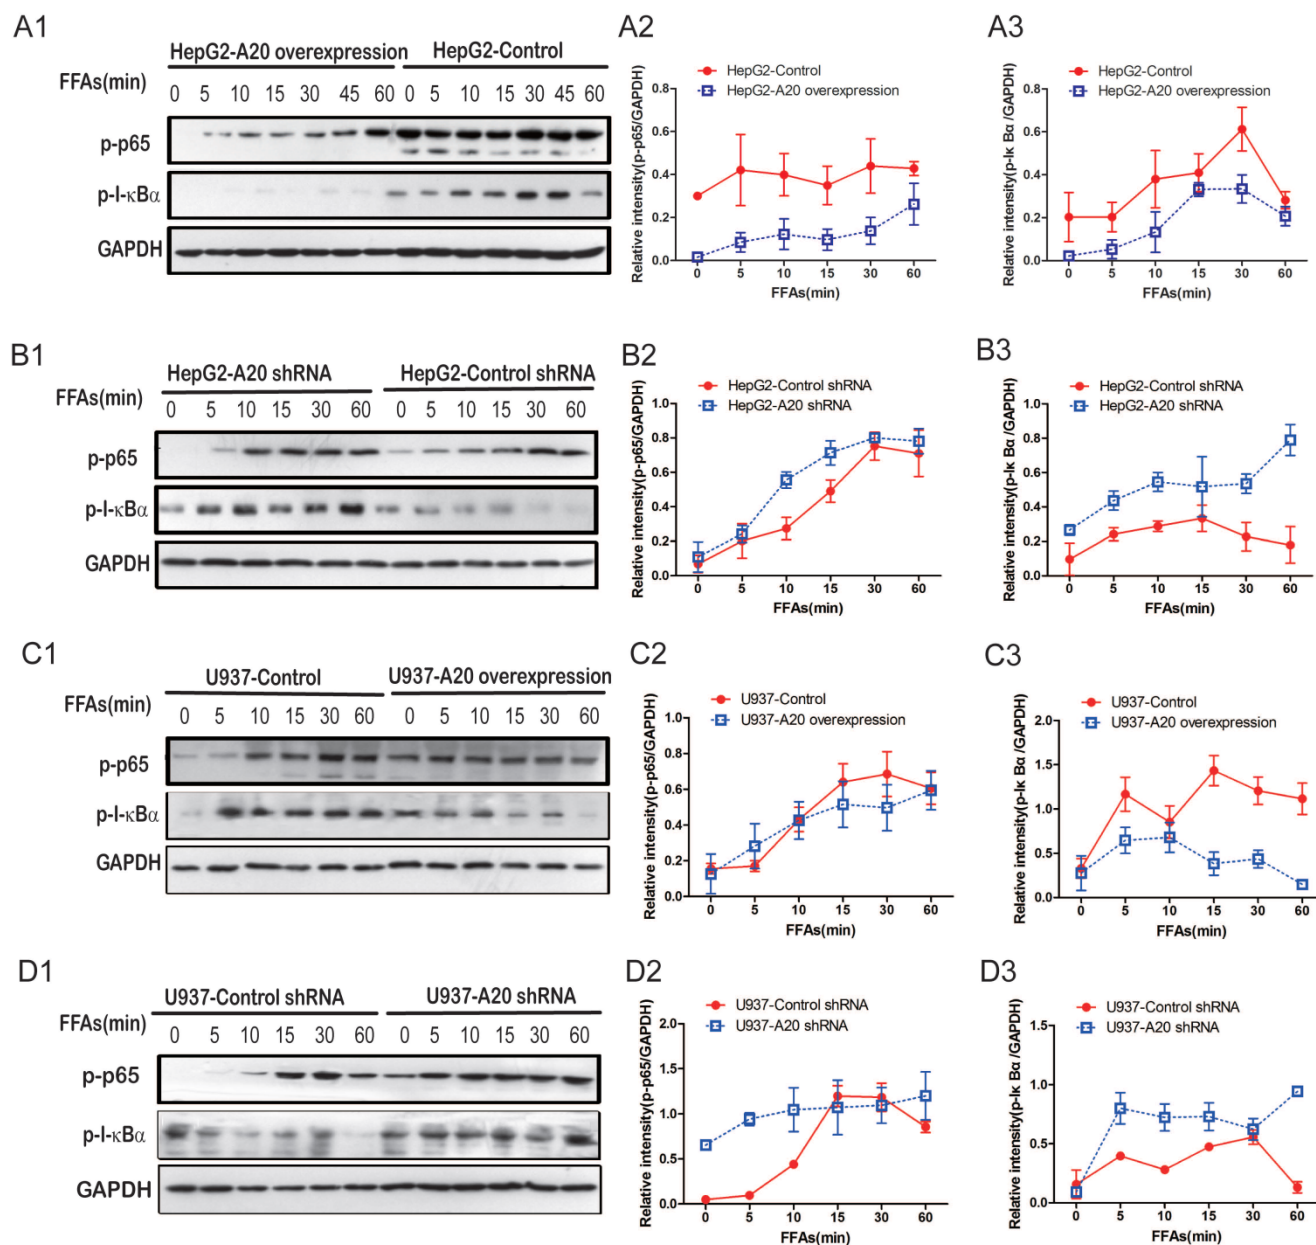 A1
HepG2-A20 overexpression HepG2-Control
FFAs(min)
0 5 10 15 30 45 60 0 5 10 15 30 45 60
p-p65
p-I-κBα
GAPDH
A2
HepG2-Control
HepG2-A20 overexpression
Relative intensity(p-p65/GAPDH)
0.8
0.6
0.4
0.2
0.0
0 5 10 15 30 60
FFAs(min)
A3
HepG2-Control
HepG2-A20 overexpression
Relative intensity(p-Iκ Bα /GAPDH)
0.8
0.6
0.4
0.2
0.0
0 5 10 15 30 60
FFAs(min)
B1
HepG2-A20 shRNA HepG2-Control shRNA
FFAs(min)
0 5 10 15 30 60 0 5 10 15 30 60
p-p65
p-I-κBα
GAPDH
B2
HepG2-Control shRNA
HepG2-A20 shRNA
Relative intensity(p-p65/GAPDH)
1.0
0.8
0.6
0.4
0.2
0.0
0 5 10 15 30 60
FFAs(min)
B3
HepG2-Control shRNA
HepG2-A20 shRNA
Relative intensity(p-Iκ Bα /GAPDH)
1.0
0.8
0.6
0.4
0.2
0.0
0 5 10 15 30 60
FFAs(min)
C1
U937-Control U937-A20 overexpression
FFAs(min)
0 5 10 15 30 60 0 5 10 15 30 60
p-p65
p-I-κBα
GAPDH
C2
U937-Control
U937-A20 overexpression
Relative intensity(p-p65/GAPDH)
1.0
0.8
0.6
0.4
0.2
0.0
0 5 10 15 30 60
FFAs(min)
C3
U937-Control
U937-A20 overexpression
Relative intensity(p-Iκ Bα /GAPDH)
2.0
1.5
1.0
0.5
0.0
0 5 10 15 30 60
FFAs(min)
D1
U937-Control shRNA U937-A20 shRNA
FFAs(min)
0 5 10 15 30 60 0 5 10 15 30 60
p-p65
p-I-κBα
GAPDH
D2
U937-Control shRNA
U937-A20 shRNA
Relative intensity(p-p65/GAPDH)
2.0
1.5
1.0
0.5
0.0
0 5 10 15 30 60
FFAs(min)
D3
U937-Control shRNA
U937-A20 shRNA
Relative intensity(p-Iκ Bα /GAPDH)
1.5
1.0
0.5
0.0
0 5 10 15 30 60
FFAs(min)